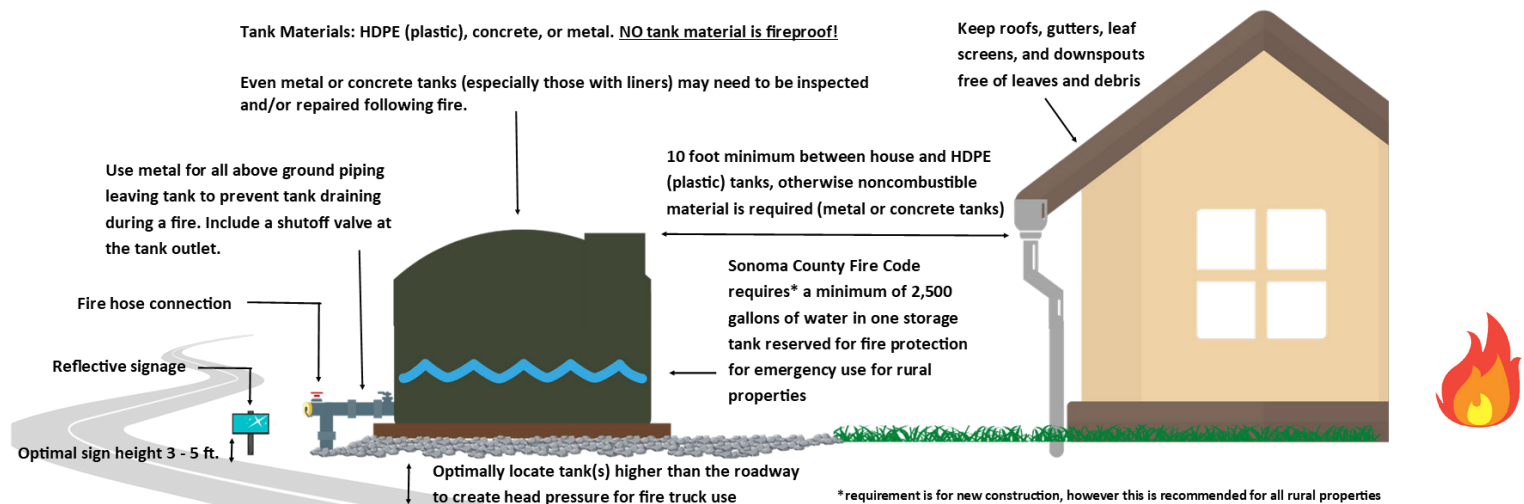 Tank Materials: HDPE (plastic), concrete, or metal. NO tank material is fireproof!
Even metal or concrete tanks (especially those with liners) may need to be inspected
and/or repaired following fire.
Keep roofs, gutters, leaf
screens, and downspouts
free of leaves and debris
Use metal for all above ground piping
leaving tank to prevent tank draining
during a fire. Include a shutoff valve at
the tank outlet.
10 foot minimum between house and HDPE
(plastic) tanks, otherwise noncombustible
material is required (metal or concrete tanks)
Fire hose connection
Sonoma County Fire Code
requires* a minimum of 2,500
gallons of water in one storage
tank reserved for fire protection
for emergency use for rural
properties
Reflective signage
Optimal sign height 3 - 5 ft.
Optimally locate tank(s) higher than the roadway
to create head pressure for fire truck use
*requirement is for new construction, however this is recommended for all rural properties